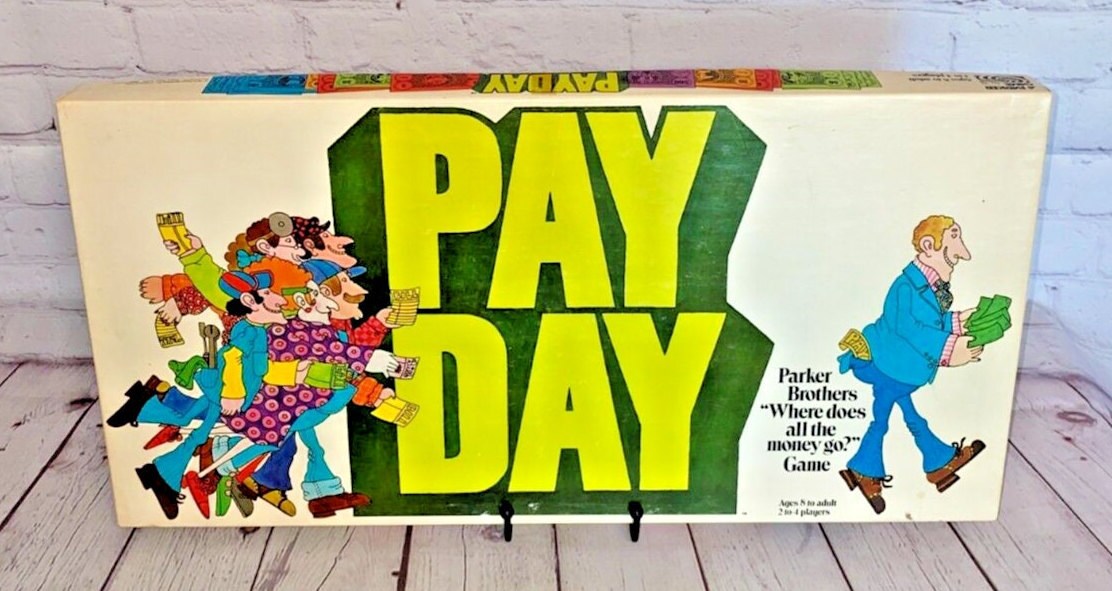 PAYDAY
PAY
DAY
Parker
Brothers
“Where does
all the
money go?”
Game
Ages 8 to adult
2 to 4 players